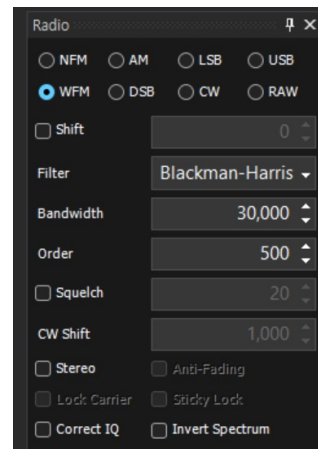 Radio
NFM AM LSB USB
WFM DSB CW RAW
Shift 0
Filter Blackman-Harris
Bandwidth 30,000
Order 500
Squelch 20
CW Shift 1,000
Stereo Anti-Fading
Lock Carrier Sticky Lock
Correct IQ Invert Spectrum